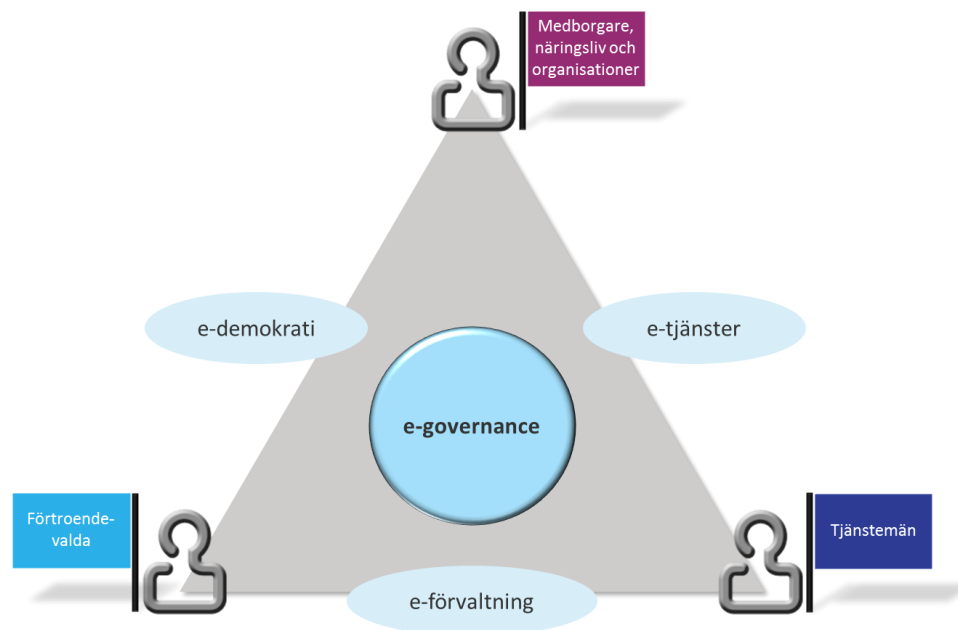 Medborgare,
näringsliv och
organisationer
e-demokrati
e-tjänster
e-governance
Förtroende-
valda
Tjänstemän
e-förvaltning